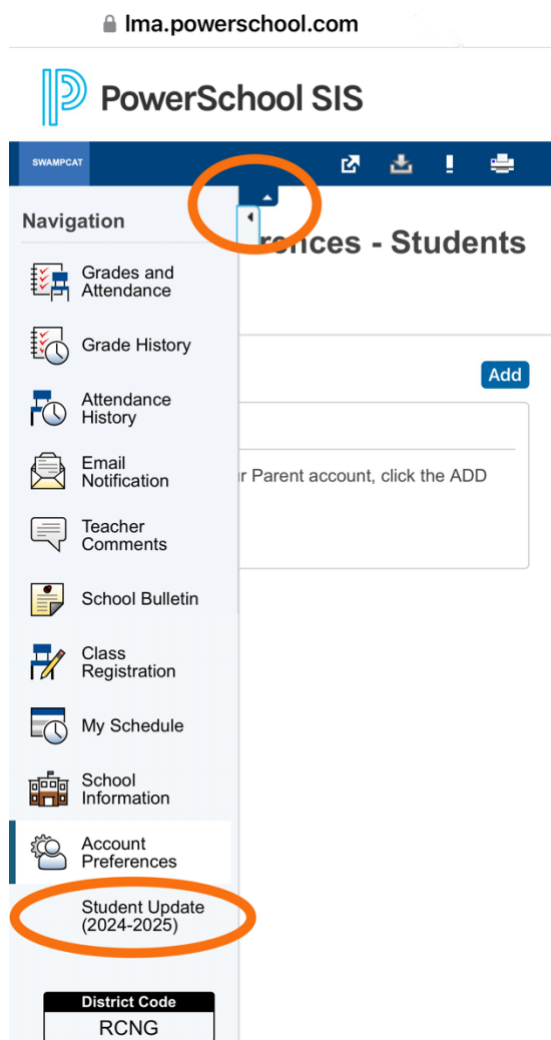 lma.powerschool.com
PowerSchool SIS
SWAMPCAT
Navigation
rences - Students
Grades and
Attendance
Grade History
Add
Attendance
History
Email
Notification
r Parent account, click the ADD
Teacher
Comments
School Bulletin
Class
Registration
My Schedule
School
Information
Account
Preferences
Student Update
(2024-2025)
District Code
RCNG